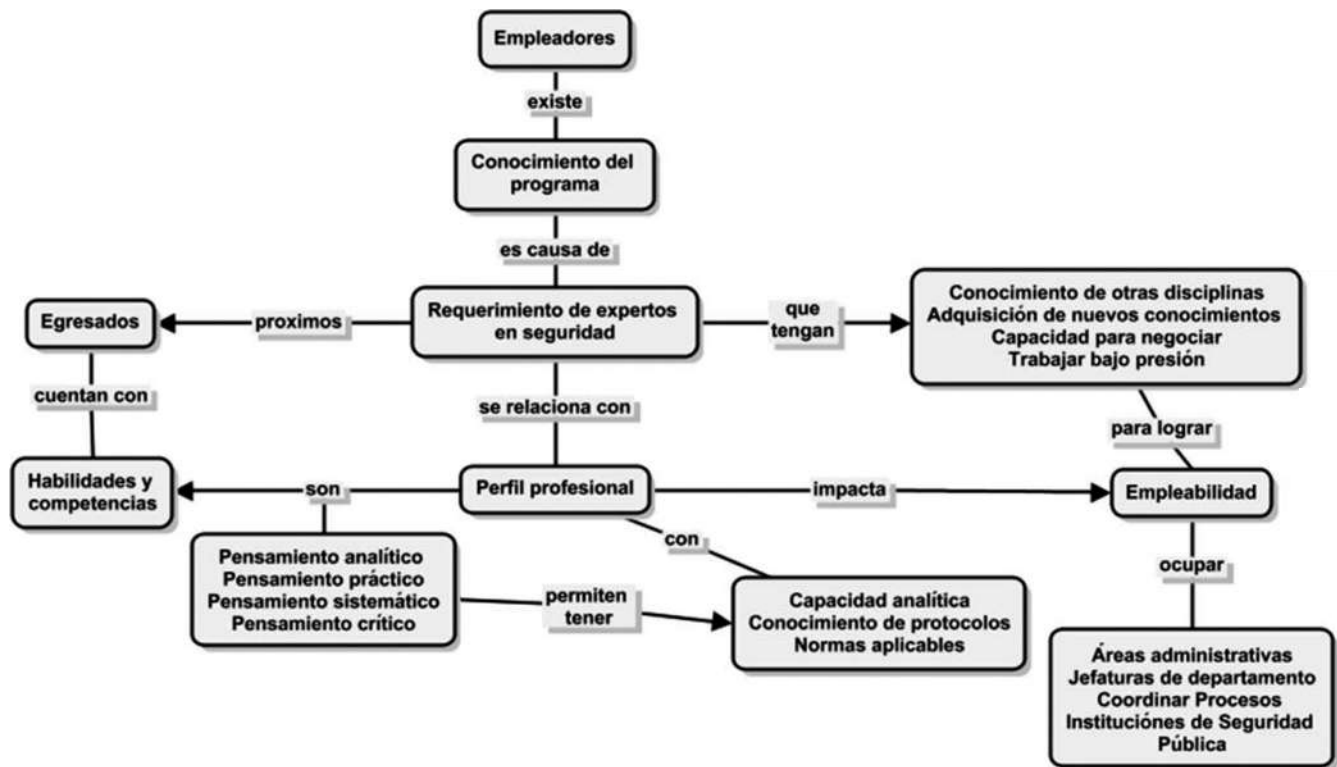 Empleadores
existe
Conocimiento del
programa
es causa de
Egresados
proximos
Requerimiento de expertos
en seguridad
que
tengan
Conocimiento de otras disciplinas
Adquisición de nuevos conocimientos
Capacidad para negociar
Trabajar bajo presión
cuentan con
se relaciona con
para lograr
Habilidades y
competencias
son
Perfil profesional
impacta
Empleabilidad
Pensamiento analítico
Pensamiento práctico
Pensamiento sistemático
Pensamiento crítico
permiten
tener
con
Capacidad analítica
Conocimiento de protocolos
Normas aplicables
ocupar
Áreas administrativas
Jefaturas de departamento
Coordinar Procesos
Instituciónes de Seguridad
Pública